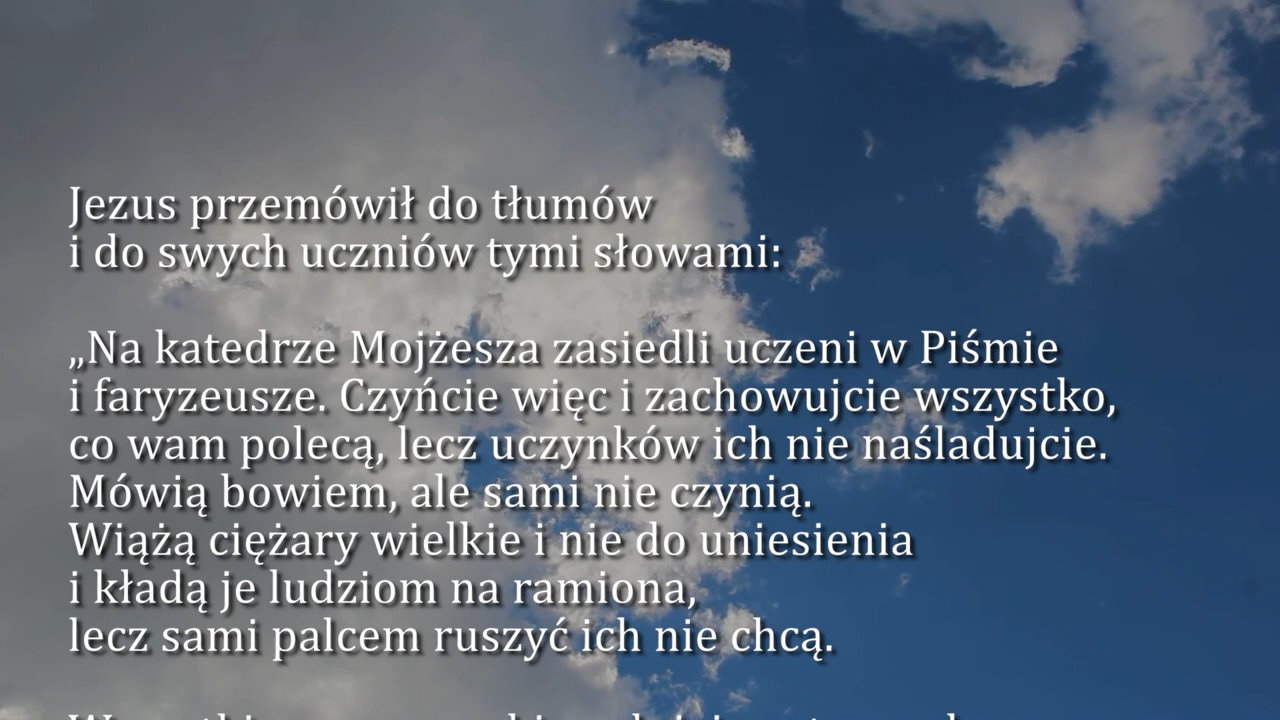 Jezus przemówił do tłumów
i do swych uczniów tymi słowami:
„Na katedrze Mojżesza zasiedli uczeni w Piśmie
i faryzeusze. Czyńcie więc i zachowujcie wszystko,
co wam polecą, lecz uczynków ich nie naśladujcie.
Mówią bowiem, ale sami nie czynią.
Wiążą ciężary wielkie i nie do uniesienia
i kładą je ludziom na ramiona,
lecz sami palcem ruszyć ich nie chcą.